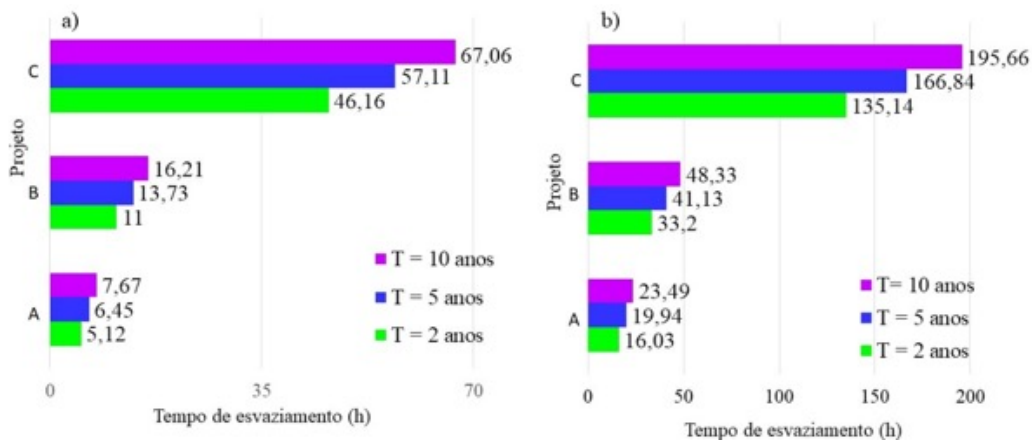 a)
67,06
57,11
46,16
C
16,21
13,73
11
B
7,67
6,45
5,12
A
Projeto
T = 10 anos
T = 5 anos
T = 2 anos
0 35 70
Tempo de esvaziamento (h)
b)
195,66
166,84
135,14
C
48,33
41,13
33,2
B
23,49
19,94
16,03
A
Projeto
T= 10 anos
T = 5 anos
T = 2 anos
0 50 100 150 200
Tempo de esvaziamento (h)